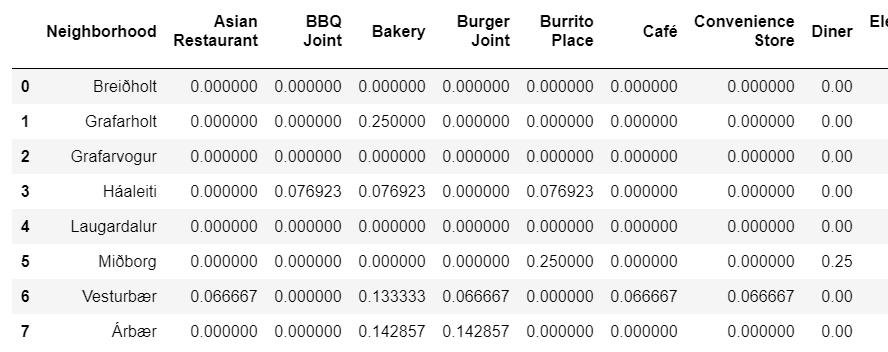 Neighborhood Asian Restaurant BBQ Joint Bakery Burger Joint Burrito Place Café Convenience Store Diner
0 Breiðholt 0.000000 0.000000 0.000000 0.000000 0.000000 0.000000 0.000000 0.00
1 Grafarholt 0.000000 0.000000 0.250000 0.000000 0.000000 0.000000 0.000000 0.00
2 Grafarvogur 0.000000 0.000000 0.000000 0.000000 0.000000 0.000000 0.000000 0.00
3 Háaleiti 0.000000 0.076923 0.076923 0.000000 0.076923 0.000000 0.000000 0.00
4 Laugardalur 0.000000 0.000000 0.000000 0.000000 0.000000 0.000000 0.000000 0.00
5 Miðborg 0.000000 0.000000 0.000000 0.000000 0.250000 0.000000 0.000000 0.25
6 Vesturbær 0.066667 0.000000 0.133333 0.066667 0.000000 0.066667 0.066667 0.00
7 Árbær 0.000000 0.000000 0.142857 0.142857 0.000000 0.000000 0.000000 0.00